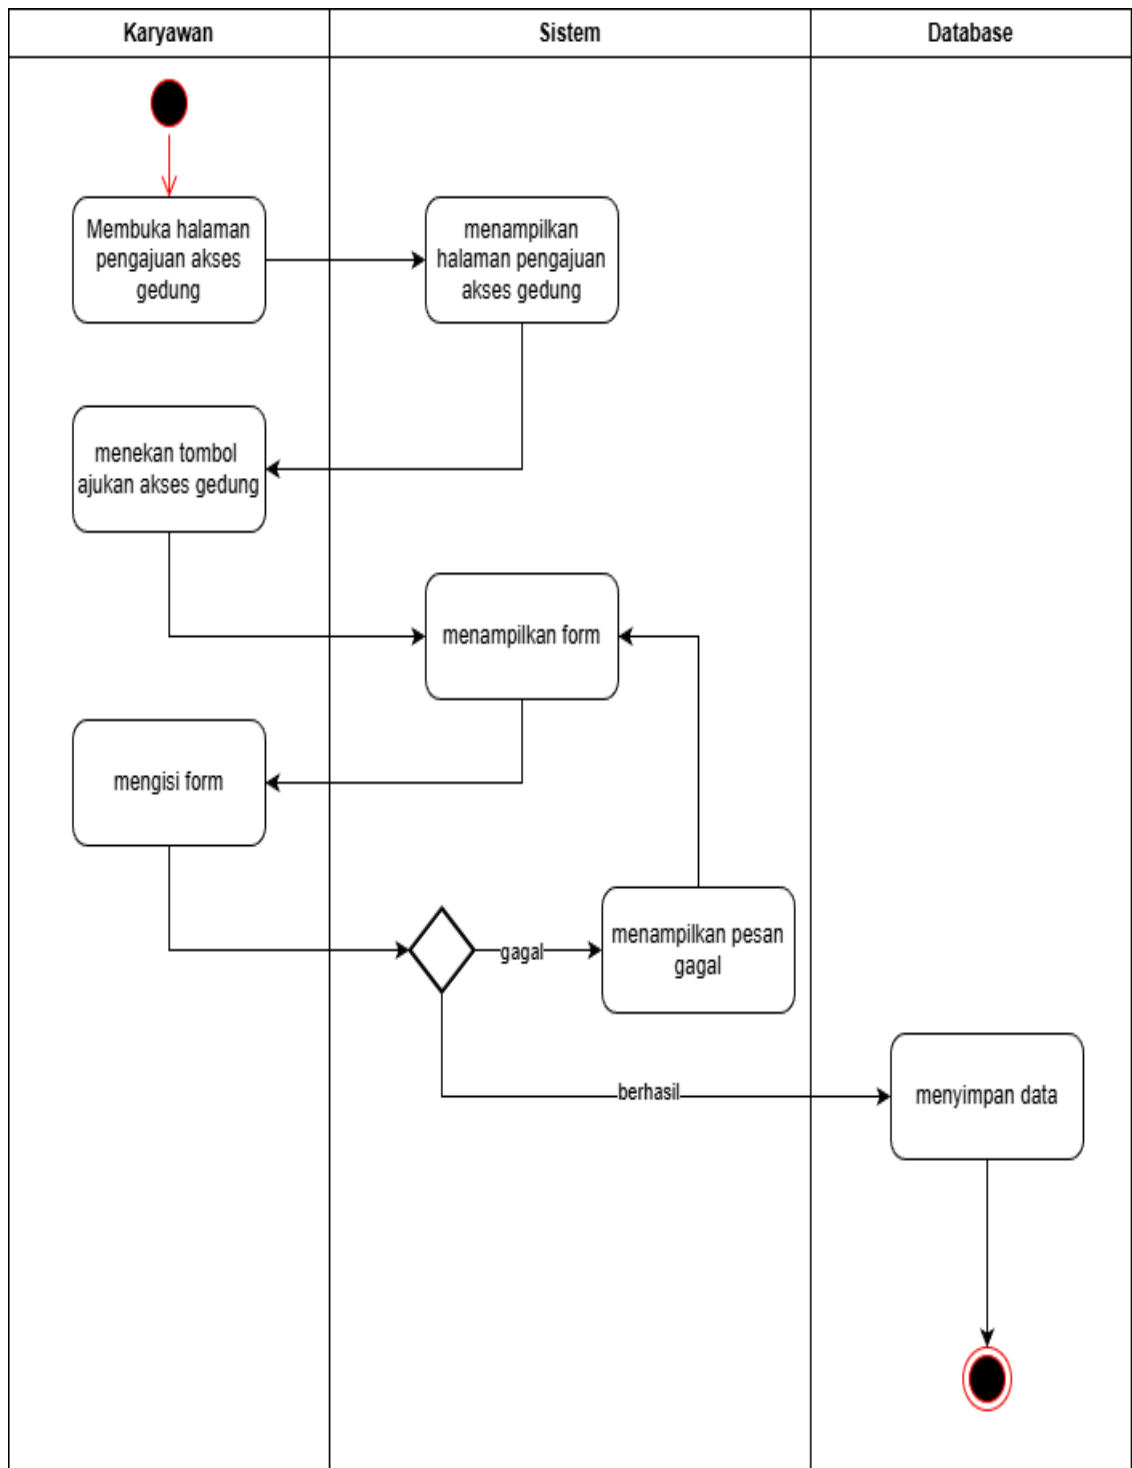 Karyawan
Sistem
Database
Membuka halaman
pengajuan akses
gedung
menampilkan
halaman pengajuan
akses gedung
menekan tombol
ajukan akses gedung
menampilkan form
mengisi form
gagal
menampilkan pesan
gagal
berhasil
menyimpan data